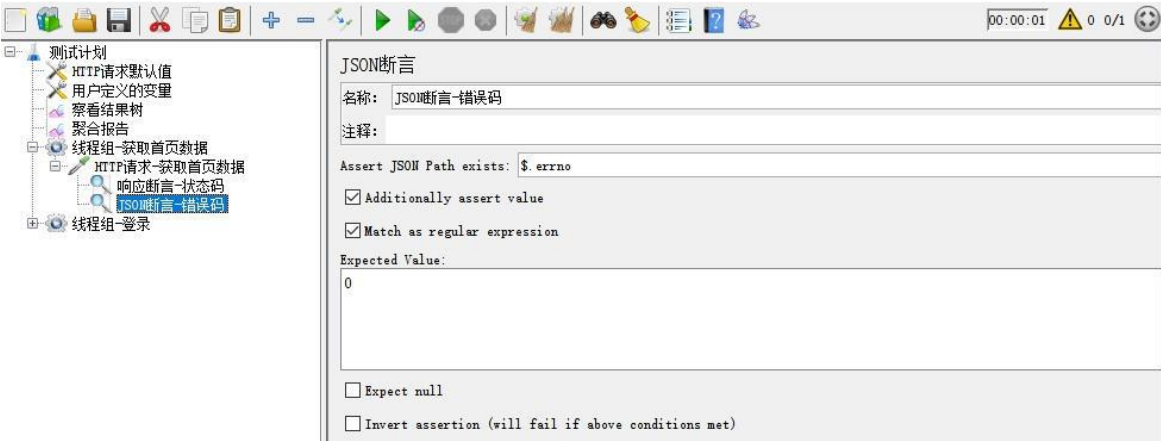 00:00:01 0 0/1
测试计划
HTTP请求默认值
用户定义的变量
察看结果树
聚合报告
线程组-获取首页数据
HTTP请求-获取首页数据
响应断言-状态码
JSON断言-错误码
线程组-登录
JSON断言
名称: JSON断言-错误码
注释:
Assert JSON Path exists: $.errno
Additionally assert value
Match as regular expression
Expected Value:
0
Expect null
Invert assertion (will fail if above conditions met)